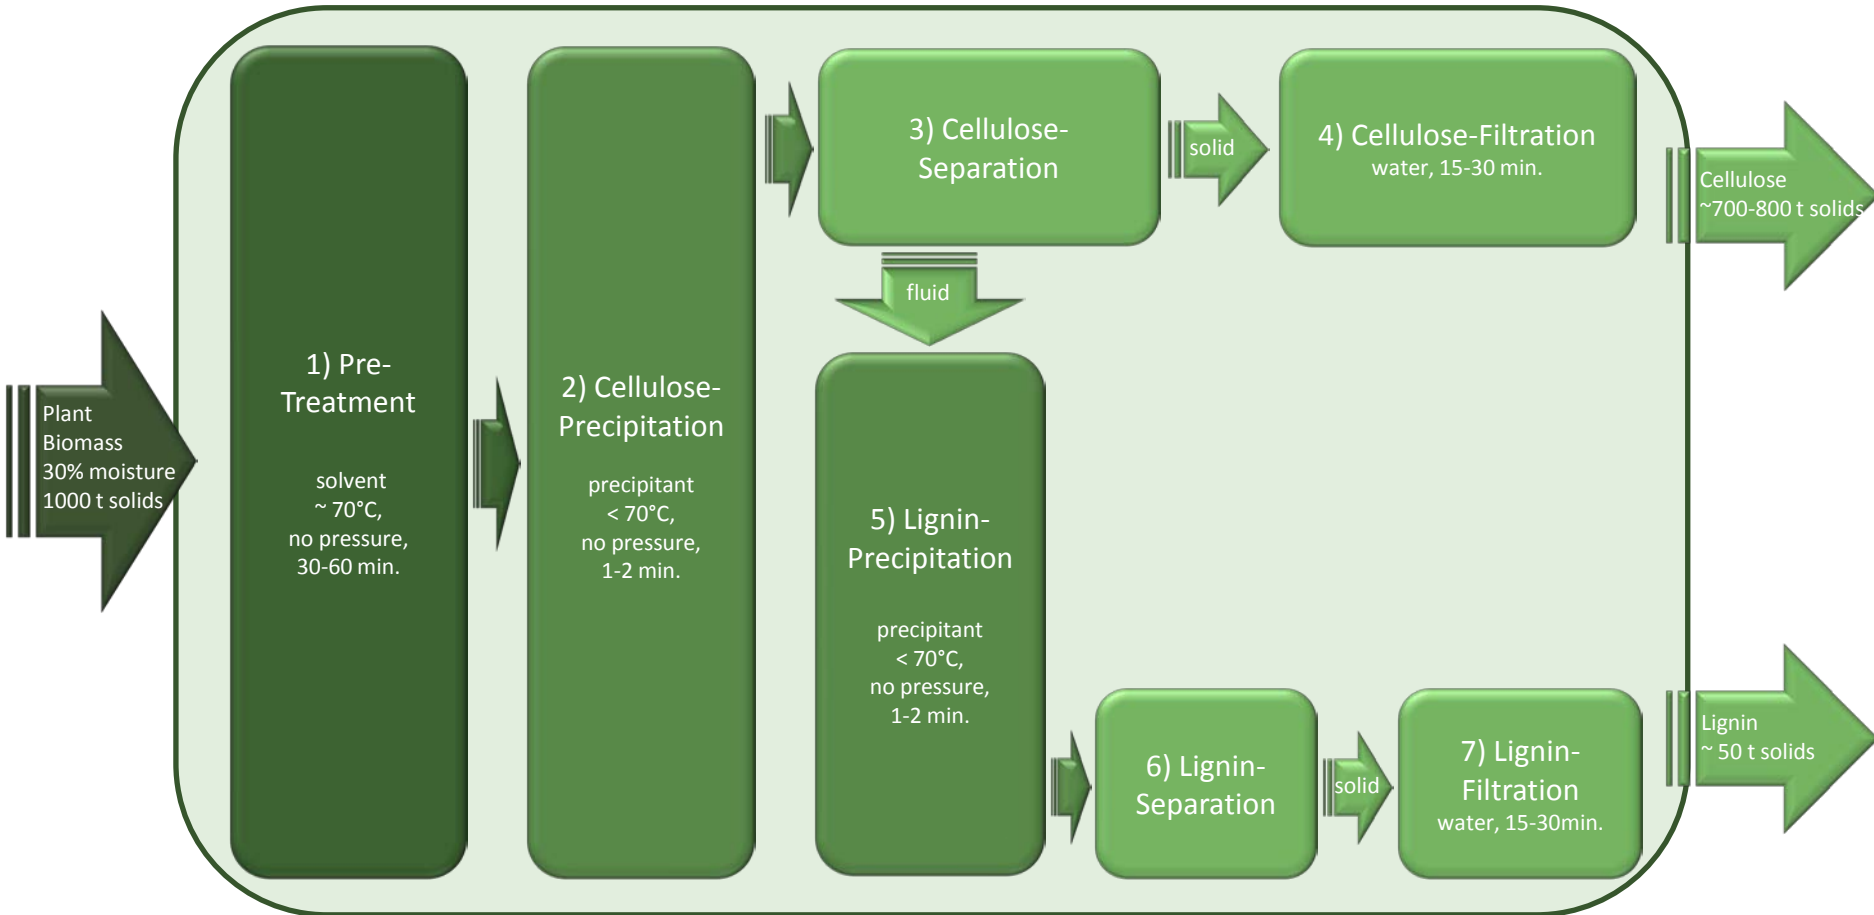 Plant
Biomass
30% moisture
1000 t solids
1) Pre-
Treatment
solvent
~ 70°C,
no pressure,
30-60 min.
2) Cellulose-
Precipitation
precipitant
< 70°C,
no pressure,
1-2 min.
3) Cellulose-
Separation
solid
4) Cellulose-Filtration
water, 15-30 min.
Cellulose
~700-800 t solids
fluid
5) Lignin-
Precipitation
precipitant
< 70°C,
no pressure,
1-2 min.
6) Lignin-
Separation
solid
7) Lignin-
Filtration
water, 15-30min.
Lignin
~ 50 t solids